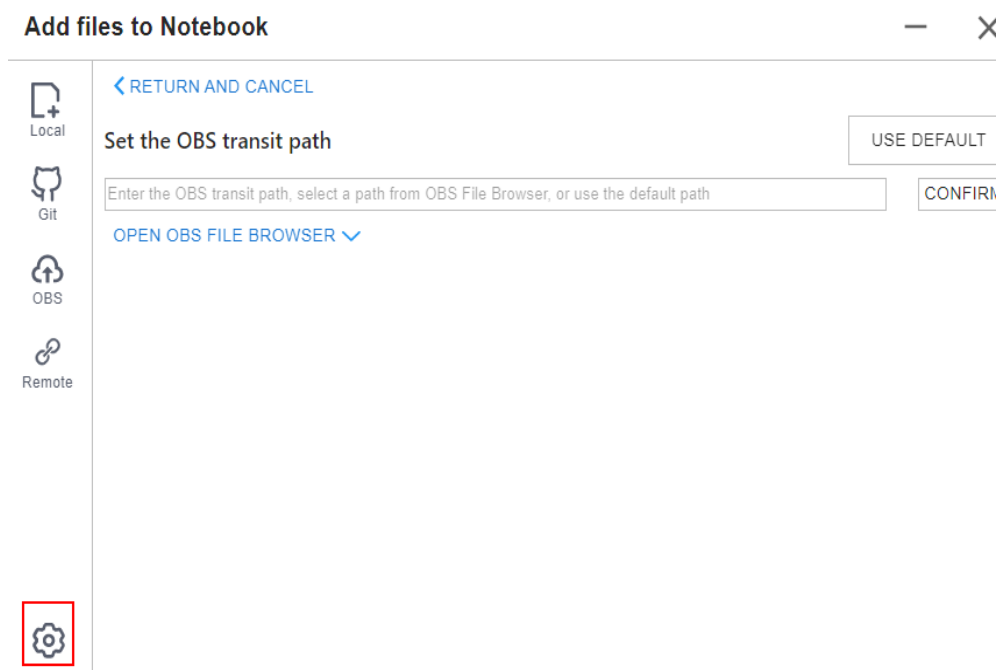 Add files to Notebook
Local
Git
OBS
Remote
RETURN AND CANCEL
Set the OBS transit path
USE DEFAULT
Enter the OBS transit path, select a path from OBS File Browser, or use the default path
CONFIRM
OPEN OBS FILE BROWSER